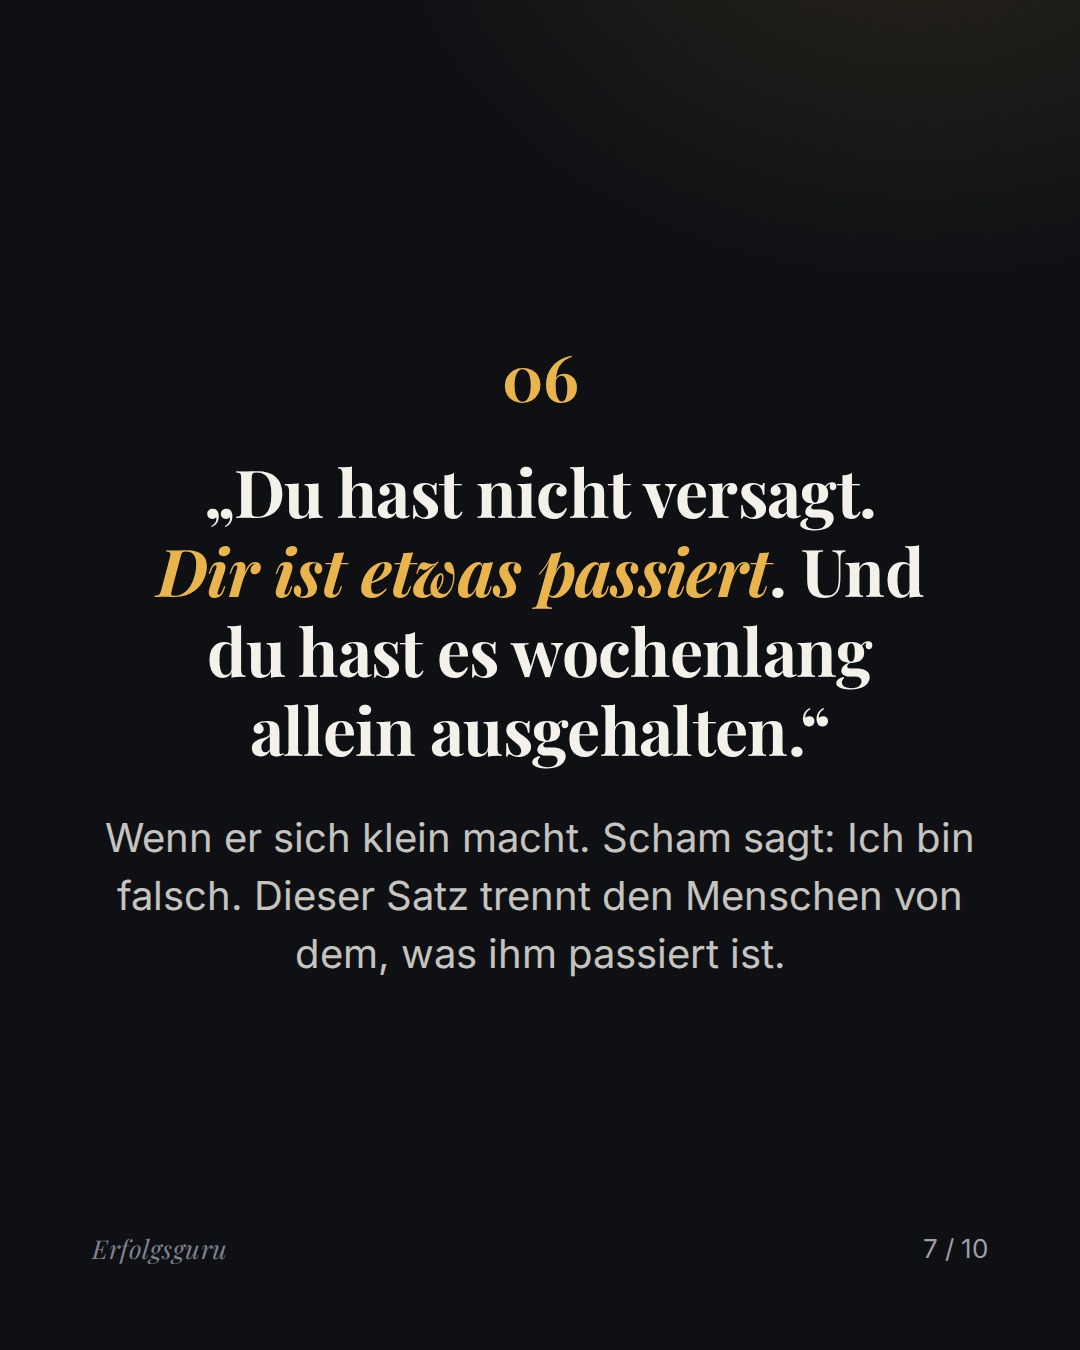 06
„Du hast nicht versagt.
Dir ist etwas passiert. Und
du hast es wochenlang
allein ausgehalten.“
Wenn er sich klein macht. Scham sagt: Ich bin
falsch. Dieser Satz trennt den Menschen von
dem, was ihm passiert ist.
Erfolgsguru
7 / 10